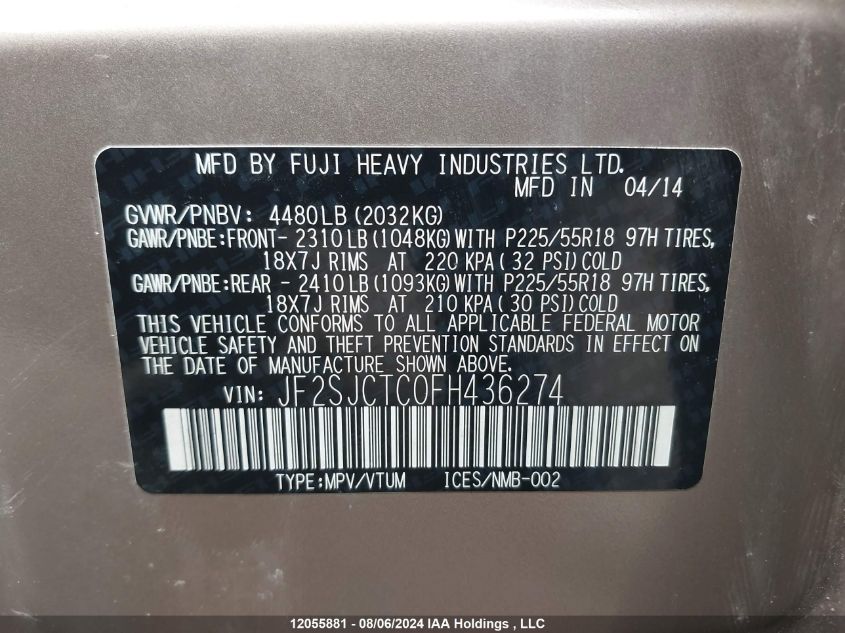 MFD BY FUJI HEAVY INDUSTRIES LTD.
MFD IN 04/14
GVWR/PNBV: 4480LB (2032KG)
GAWR/PNBE:FRONT- 2310LB (1048KG) WITH P225/55R18 97H TIRES,
18X7J RIMS AT 220 KPA (32 PSI) COLD
GAWR/PNBE:REAR - 2410LB (1093KG) WITH P225/55R18 97H TIRES,
18X7J RIMS AT 210 KPA (30 PSI) COLD
THIS VEHICLE CONFORMS TO ALL APPLICABLE FEDERAL MOTOR
VEHICLE SAFETY AND THEFT PREVENTION STANDARDS IN EFFECT ON
THE DATE OF MANUFACTURE SHOWN ABOVE.
VIN: JF2SJCTC0FH436274
TYPE:MPV/VTUM ICES/NMB-002
12055881 - 08/06/2024 IAA Holdings , LLC